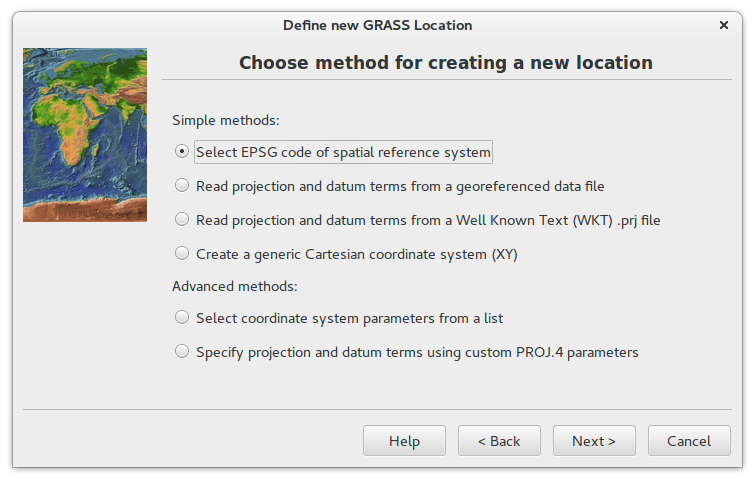 Define new GRASS Location
×
Choose method for creating a new location
Simple methods:
Select EPSG code of spatial reference system
Read projection and datum terms from a georeferenced data file
Read projection and datum terms from a Well Known Text (WKT) .prj file
Create a generic Cartesian coordinate system (XY)
Advanced methods:
Select coordinate system parameters from a list
Specify projection and datum terms using custom PROJ.4 parameters
Help
< Back
Next >
Cancel